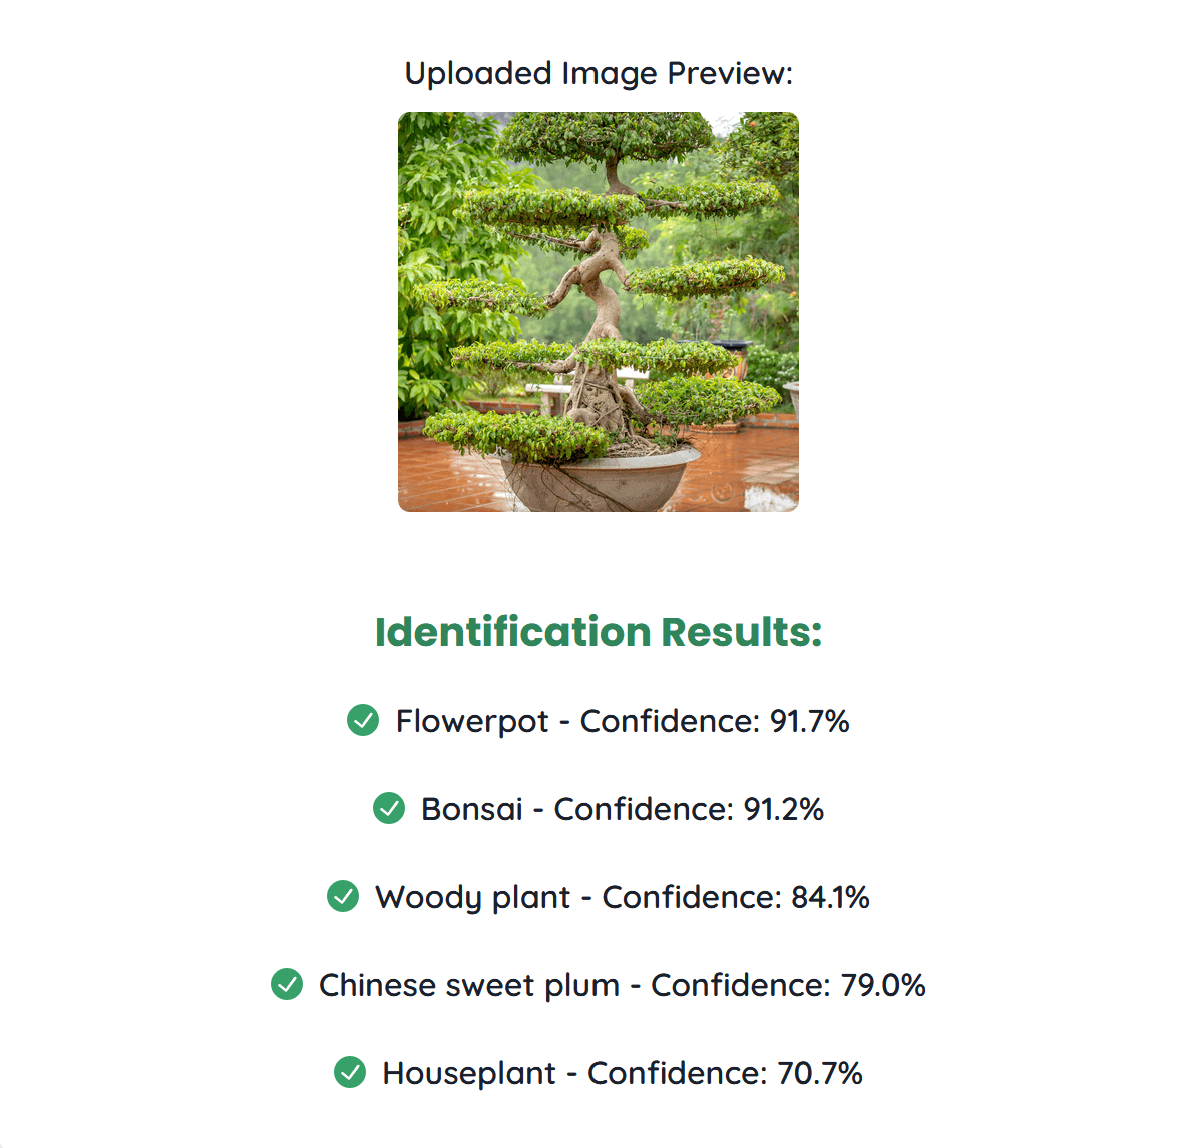 Uploaded Image Preview:
Identification Results:
Flowerpot - Confidence: 91.7%
Bonsai - Confidence: 91.2%
Woody plant - Confidence: 84.1%
Chinese sweet plum - Confidence: 79.0%
Houseplant - Confidence: 70.7%